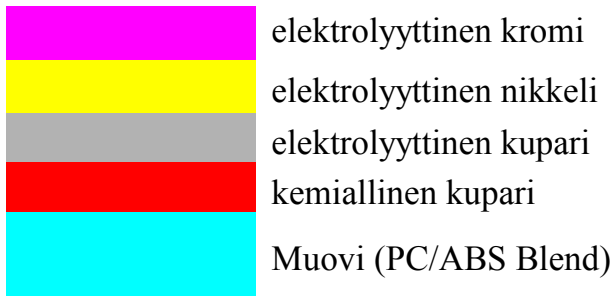 elektrolyyttinen kromi
elektrolyyttinen nikkeli
elektrolyyttinen kupari
kemiallinen kupari
Muovi (PC/ABS Blend)